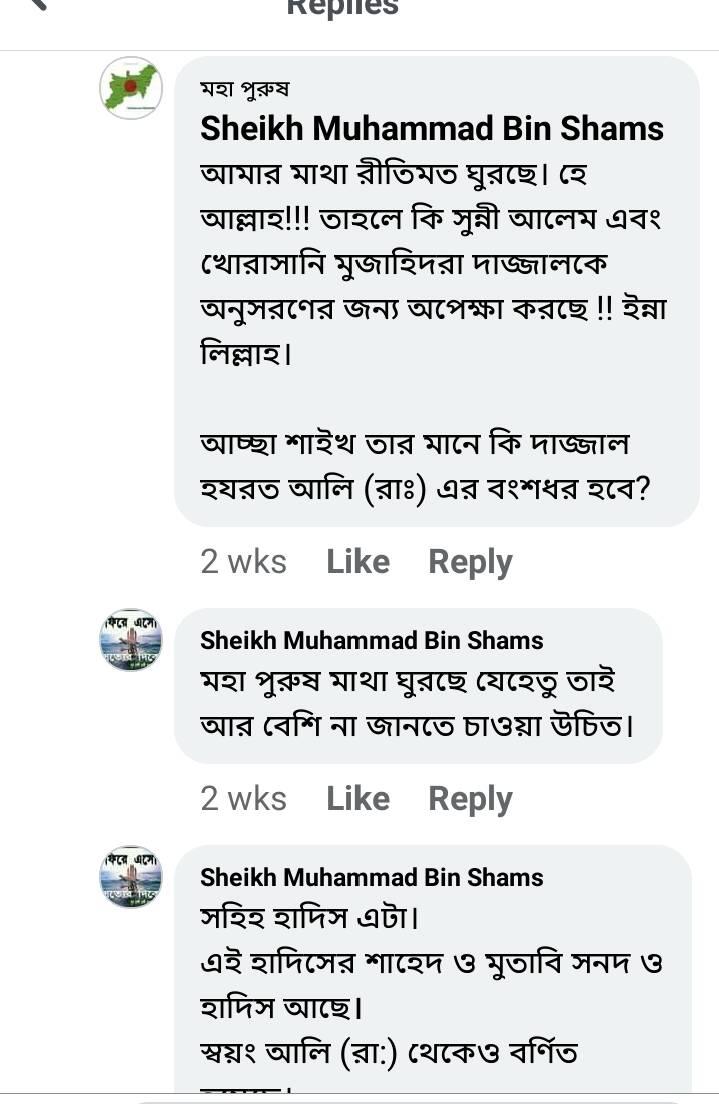 Replies
মহা পুরুষ
Sheikh Muhammad Bin Shams
আমার মাথা রীতিমত ঘুরছে। হে
আল্লাহ!!! তাহলে কি সুন্নী আলেম এবং
খোরাসানি মুজাহিদরা দাজ্জালকে
অনুসরণের জন্য অপেক্ষা করছে !! ইন্না
লিল্লাহ।
আচ্ছা শাইখ তার মানে কি দাজ্জাল
হযরত আলি (রাঃ) এর বংশধর হবে?
2 wks Like Reply
ফিরে এসো
Sheikh Muhammad Bin Shams
মহা পুরুষ মাথা ঘুরছে যেহেতু তাই
আর বেশি না জানতে চাওয়া উচিত।
2 wks Like Reply
ফিরে এসো
Sheikh Muhammad Bin Shams
সহিহ হাদিস এটা।
এই হাদিসের শাহেদ ও মুতাবি সনদ ও
হাদিস আছে।
স্বয়ং আলি (রা:) থেকেও বর্ণিত